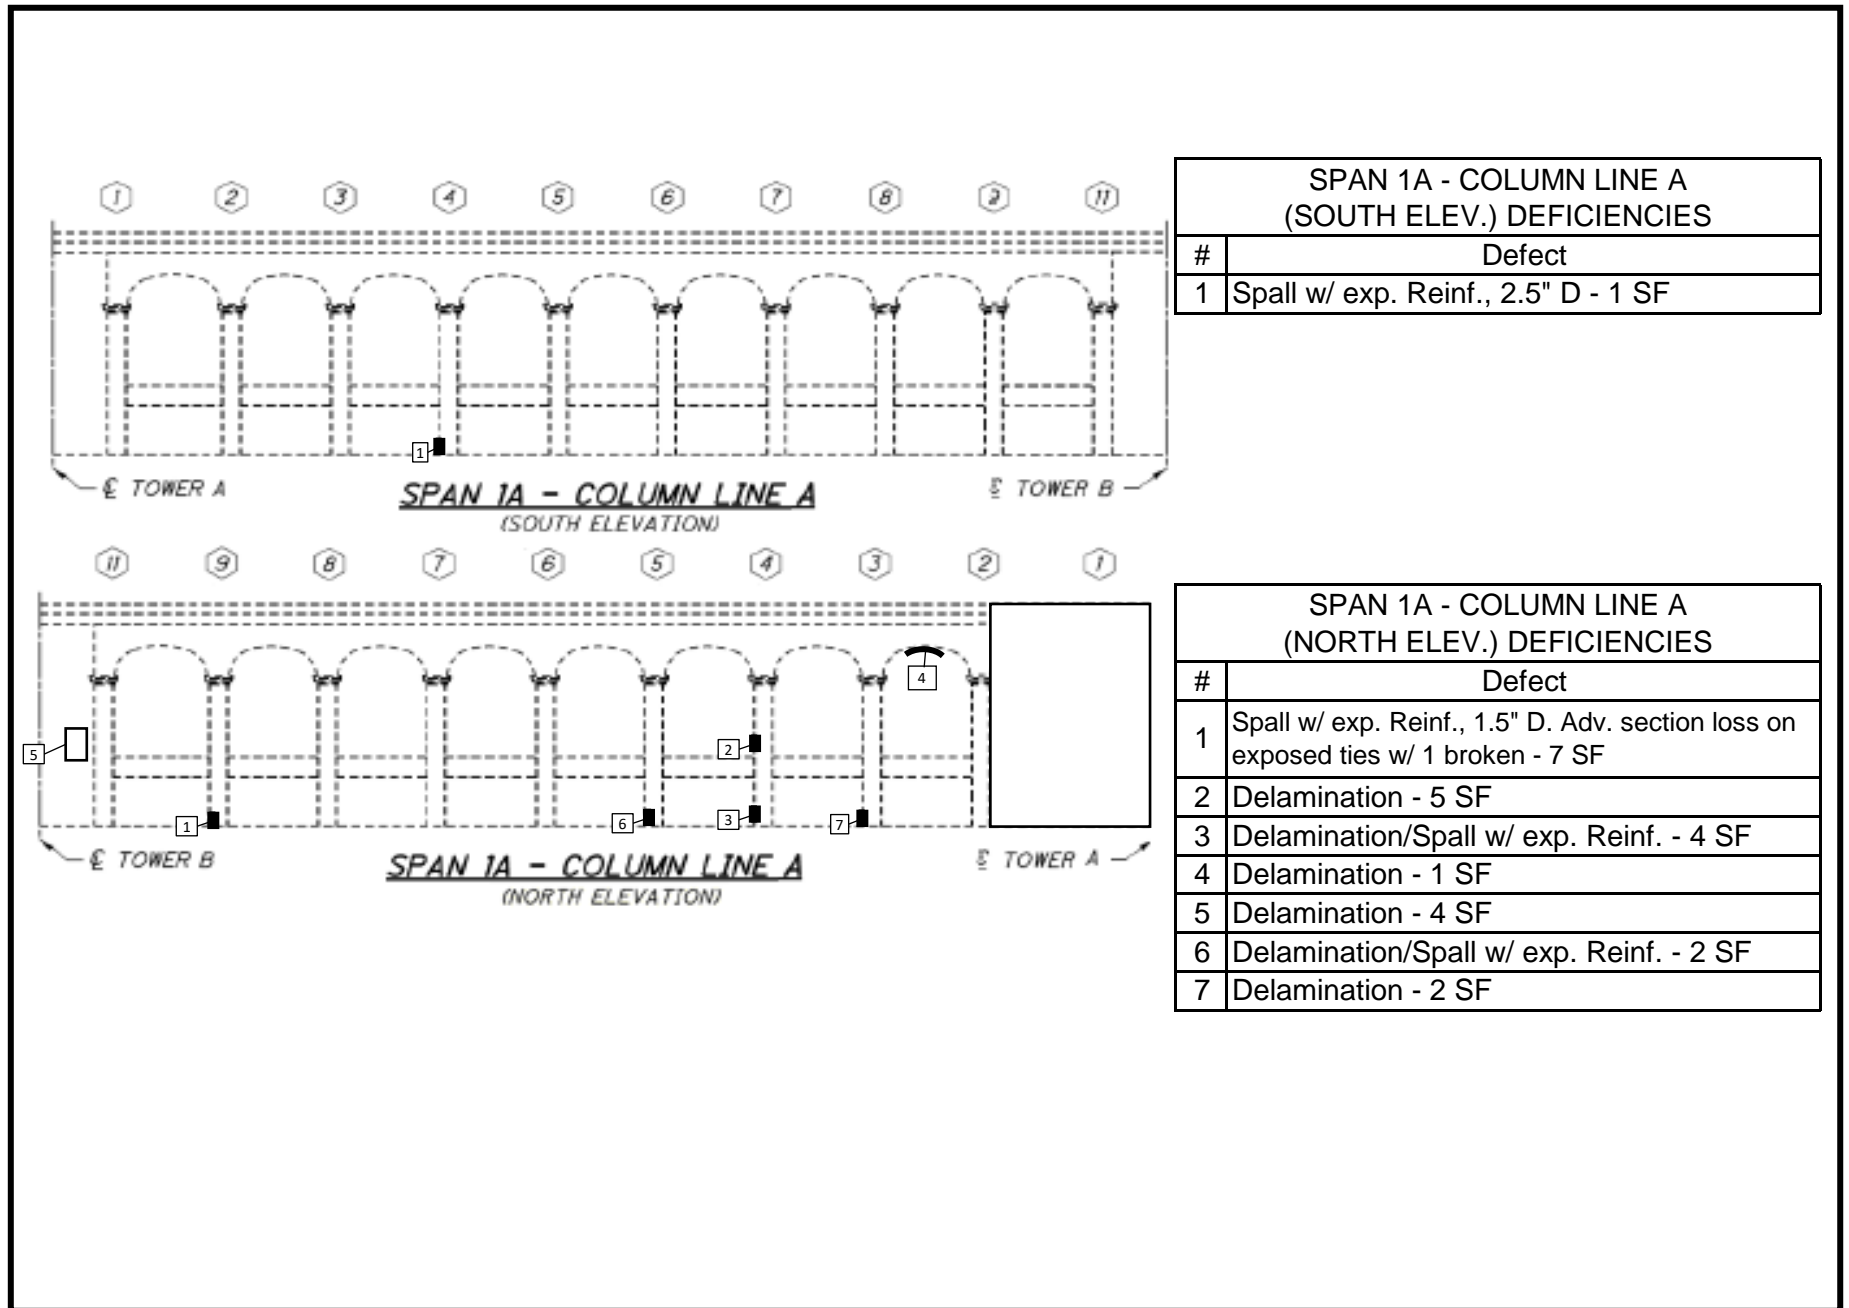 1 2 3 4 5 6 7 8 9 11
1
℄ TOWER A
SPAN 1A - COLUMN LINE A
(SOUTH ELEVATION)
℄ TOWER B
SPAN 1A - COLUMN LINE A
(SOUTH ELEV.) DEFICIENCIES
# Defect
1 Spall w/ exp. Reinf., 2.5" D - 1 SF
11 9 8 7 6 5 4 3 2 1
4
5
2
1
6
3
7
℄ TOWER B
SPAN 1A - COLUMN LINE A
(NORTH ELEVATION)
℄ TOWER A
SPAN 1A - COLUMN LINE A
(NORTH ELEV.) DEFICIENCIES
# Defect
1 Spall w/ exp. Reinf., 1.5" D. Adv. section loss on
exposed ties w/ 1 broken - 7 SF
2 Delamination - 5 SF
3 Delamination/Spall w/ exp. Reinf. - 4 SF
4 Delamination - 1 SF
5 Delamination - 4 SF
6 Delamination/Spall w/ exp. Reinf. - 2 SF
7 Delamination - 2 SF